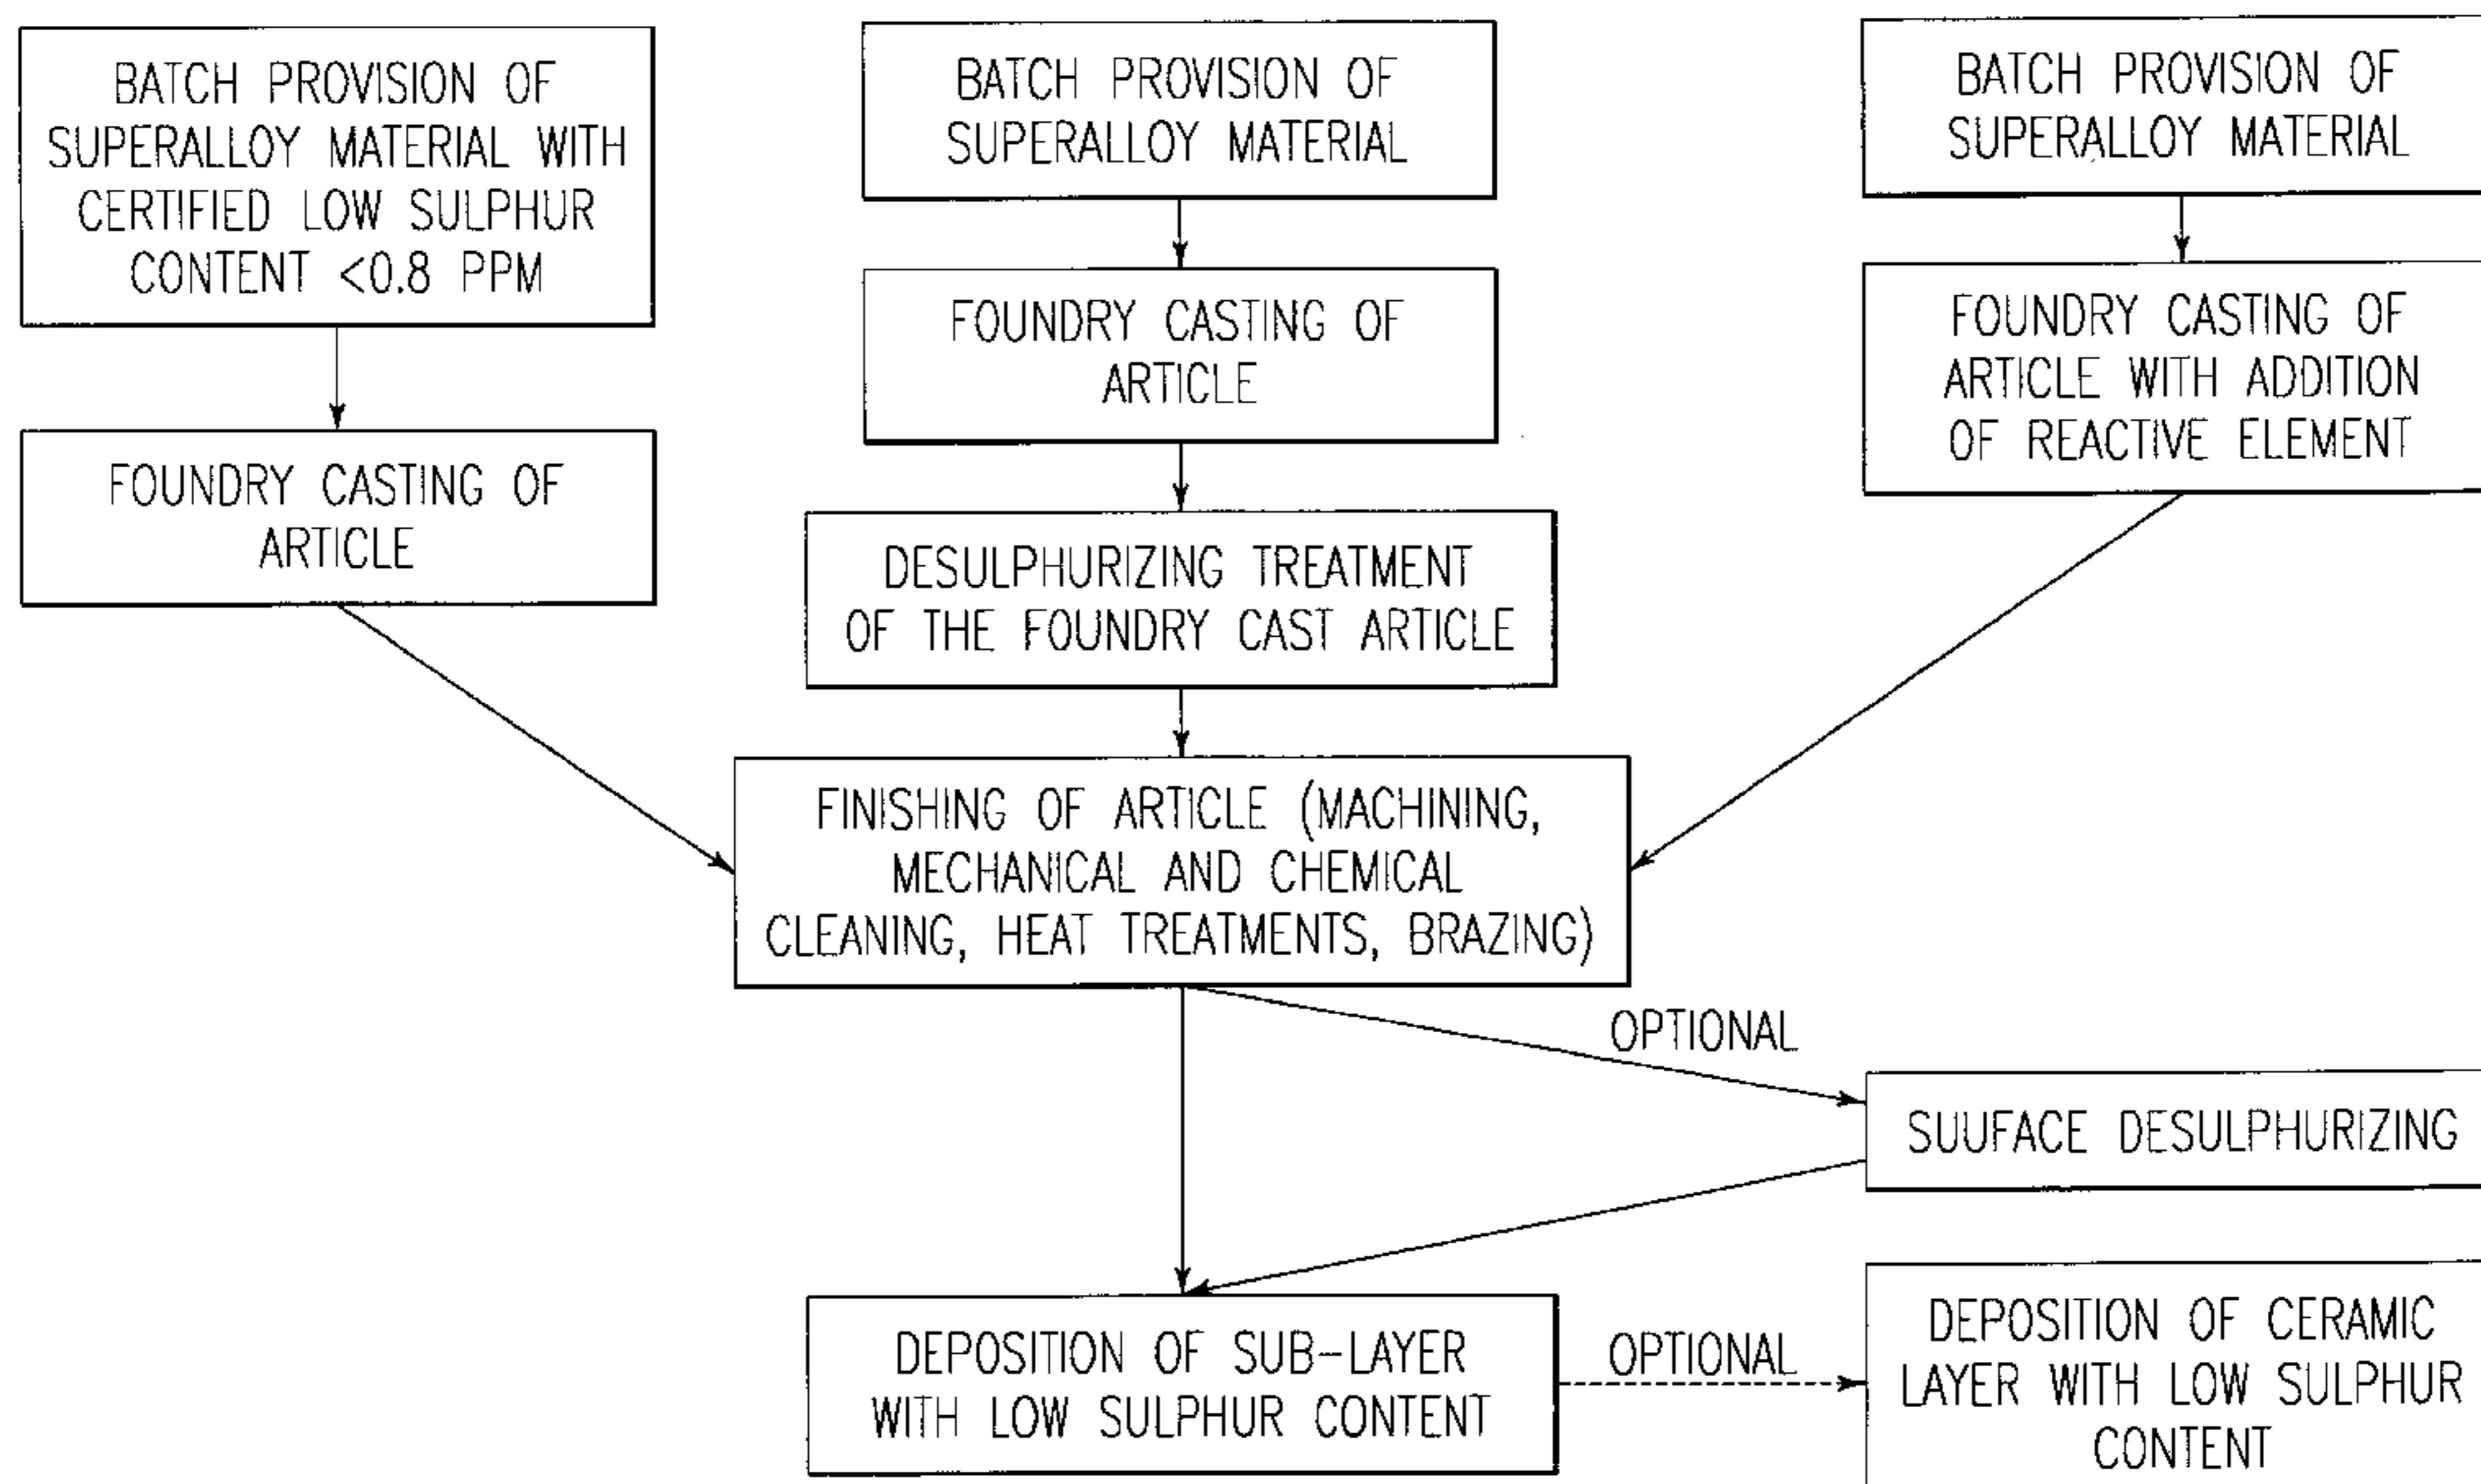 BATCH PROVISION OF
SUPERALLOY MATERIAL WITH
CERTIFIED LOW SULPHUR
CONTENT <0.8 PPM
BATCH PROVISION OF
SUPERALLOY MATERIAL
BATCH PROVISION OF
SUPERALLOY MATERIAL
FOUNDRY CASTING OF
ARTICLE
FOUNDRY CASTING OF
ARTICLE
FOUNDRY CASTING OF
ARTICLE WITH ADDITION
OF REACTIVE ELEMENT
DESULPHURIZING TREATMENT
OF THE FOUNDRY CAST ARTICLE
FINISHING OF ARTICLE (MACHINING,
MECHANICAL AND CHEMICAL
CLEANING, HEAT TREATMENTS, BRAZING)
OPTIONAL
SUUFACE DESULPHURIZING
DEPOSITION OF SUB-LAYER
WITH LOW SULPHUR CONTENT
OPTIONAL
DEPOSITION OF CERAMIC
LAYER WITH LOW SULPHUR
CONTENT